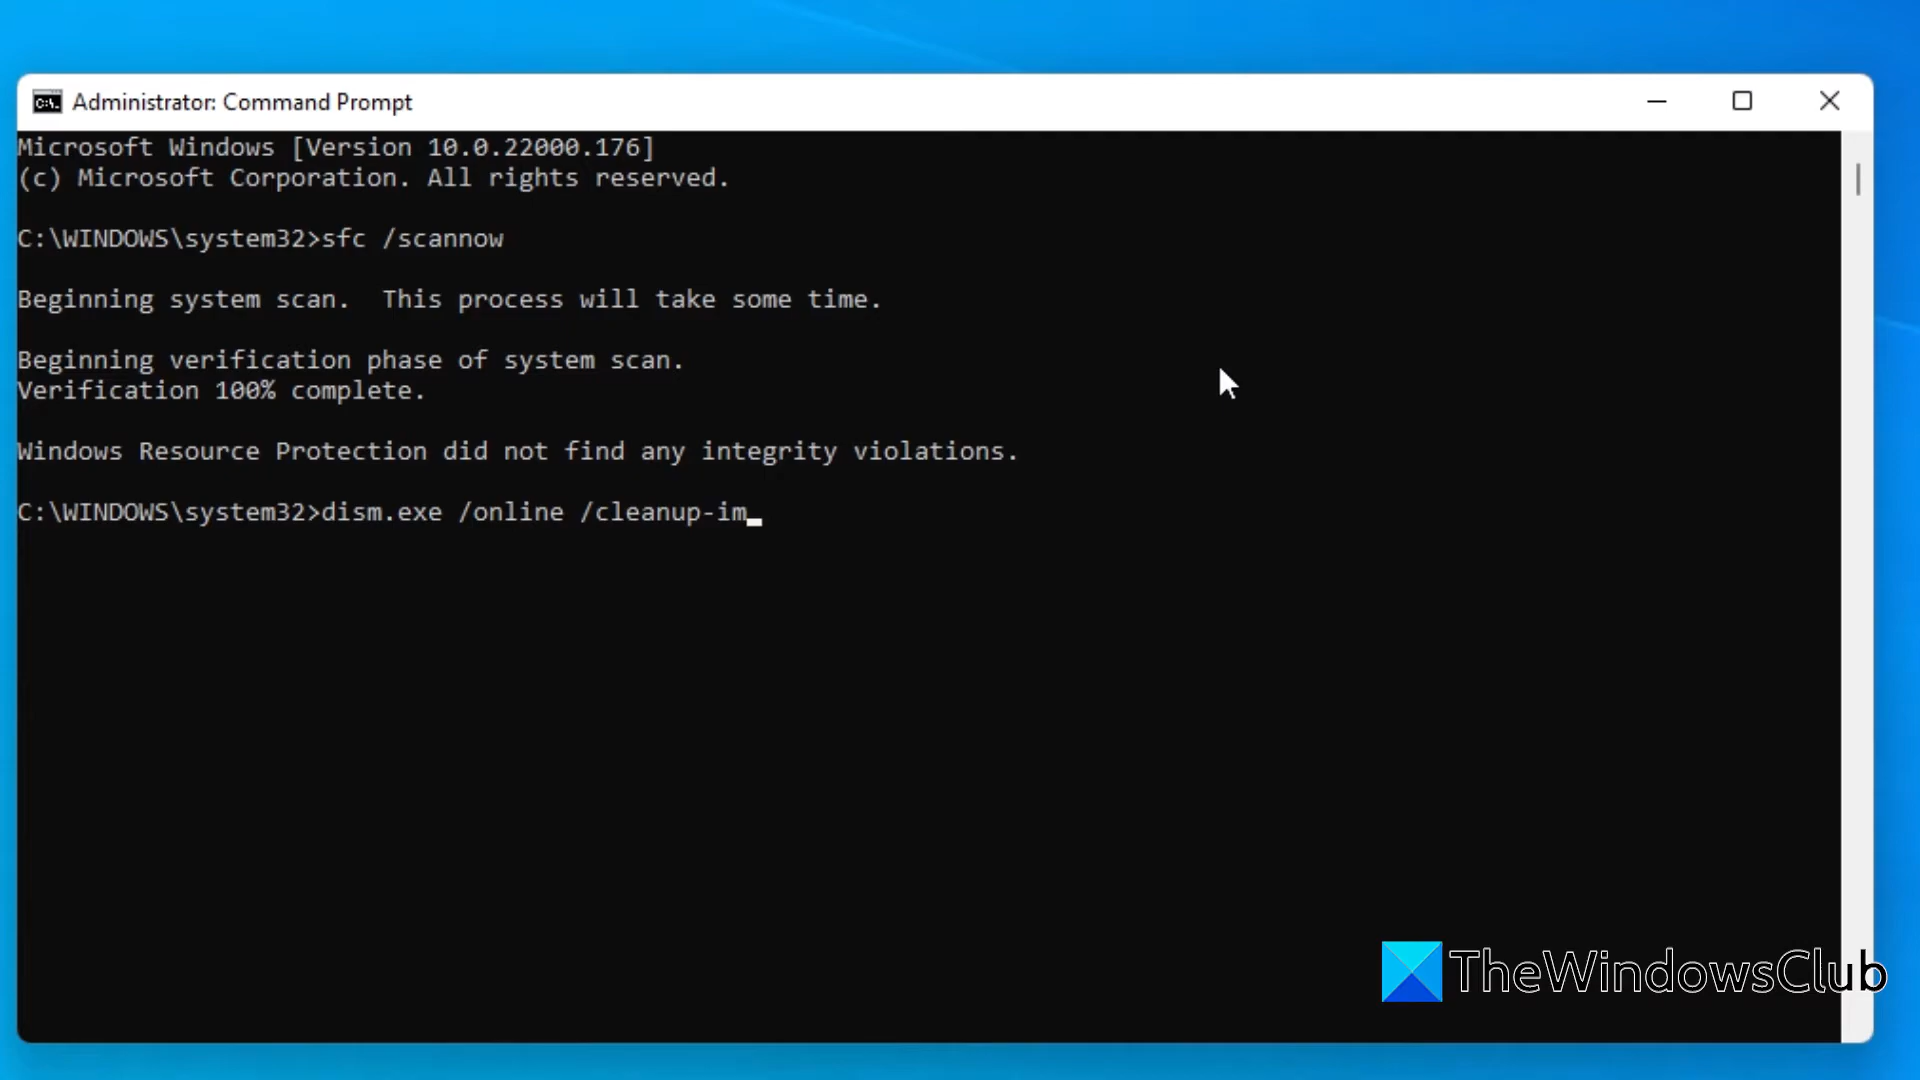 Administrator: Command Prompt
Microsoft Windows [Version 10.0.22000.176]
(c) Microsoft Corporation. All rights reserved.
C:\WINDOWS\system32>sfc /scannow
Beginning system scan.  This process will take some time.
Beginning verification phase of system scan.
Verification 100% complete.
Windows Resource Protection did not find any integrity violations.
C:\WINDOWS\system32>dism.exe /online /cleanup-im_
TheWindowsClub